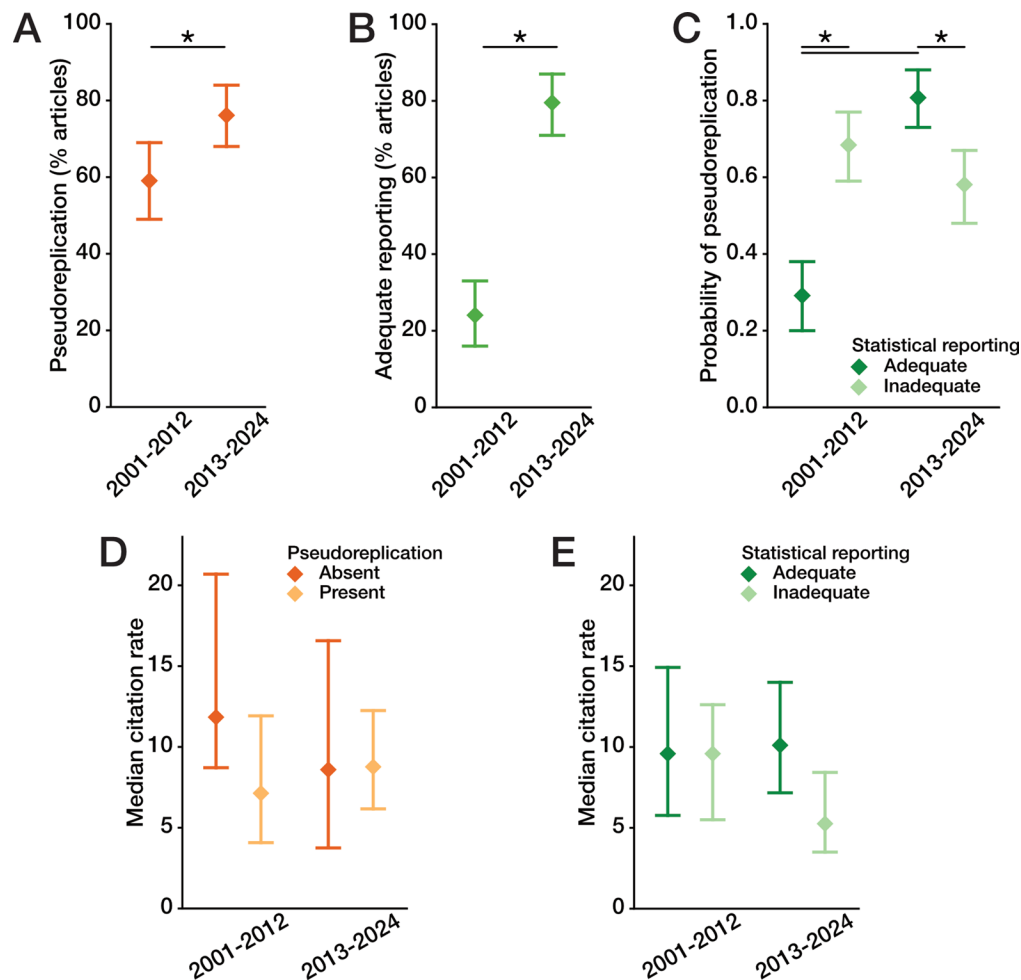 A
Pseudoreplication (% articles)
100
80
60
40
20
0
*
2001-2012
2013-2024
B
Adequate reporting (% articles)
100
80
60
40
20
0
*
2001-2012
2013-2024
C
Probability of pseudoreplication
1.0
0.8
0.6
0.4
0.2
0.0
*
*
Statistical reporting
Adequate
Inadequate
2001-2012
2013-2024
D
Median citation rate
20
15
10
5
0
Pseudoreplication
Absent
Present
2001-2012
2013-2024
E
Median citation rate
20
15
10
5
0
Statistical reporting
Adequate
Inadequate
2001-2012
2013-2024